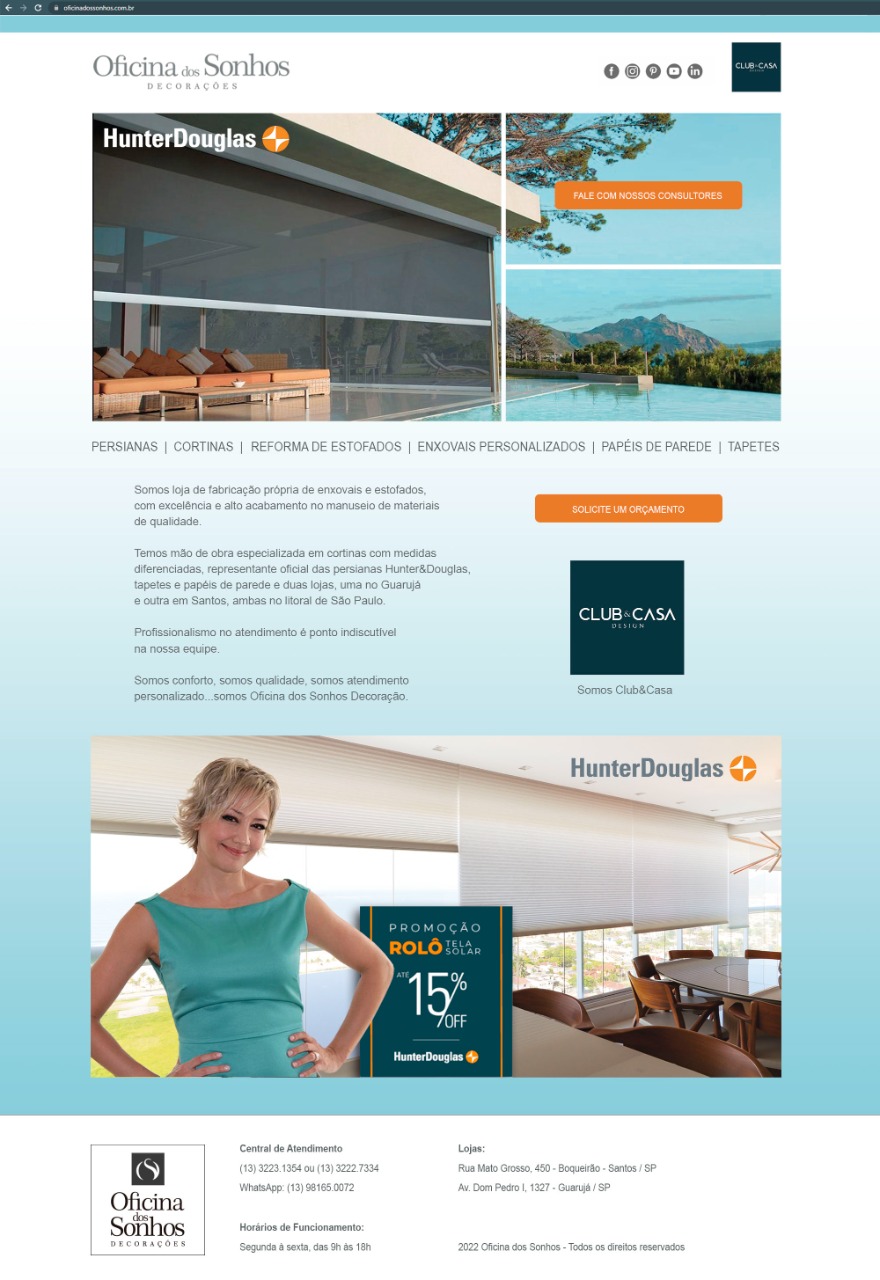 oficinadossonhos.com.br
Oficina dos Sonhos
DECORAÇÕES
CLUB&CASA
DESIGN
HunterDouglas
FALE COM NOSSOS CONSULTORES
PERSIANAS | CORTINAS | REFORMA DE ESTOFADOS | ENXOVAIS PERSONALIZADOS | PAPÉIS DE PAREDE | TAPETES
Somos loja de fabricação própria de enxovais e estofados,
com excelência e alto acabamento no manuseio de materiais
de qualidade.
Temos mão de obra especializada em cortinas com medidas
diferenciadas, representante oficial das persianas Hunter&Douglas,
tapetes e papéis de parede e duas lojas, uma no Guarujá
e outra em Santos, ambas no litoral de São Paulo.
Profissionalismo no atendimento é ponto indiscutível
na nossa equipe.
Somos conforto, somos qualidade, somos atendimento
personalizado...somos Oficina dos Sonhos Decoração.
SOLICITE UM ORÇAMENTO
CLUB&CASA
DESIGN
Somos Club&Casa
HunterDouglas
PROMOÇÃO
ROLÔ TELA SOLAR
ATÉ
15% OFF
HunterDouglas
Oficina
dos
Sonhos
DECORAÇÕES
Central de Atendimento
(13) 3223.1354 ou (13) 3222.7334
WhatsApp: (13) 98165.0072
Horários de Funcionamento:
Segunda à sexta, das 9h às 18h
Lojas:
Rua Mato Grosso, 450 - Boqueirão - Santos / SP
Av. Dom Pedro I, 1327 - Guarujá / SP
2022 Oficina dos Sonhos - Todos os direitos reservados